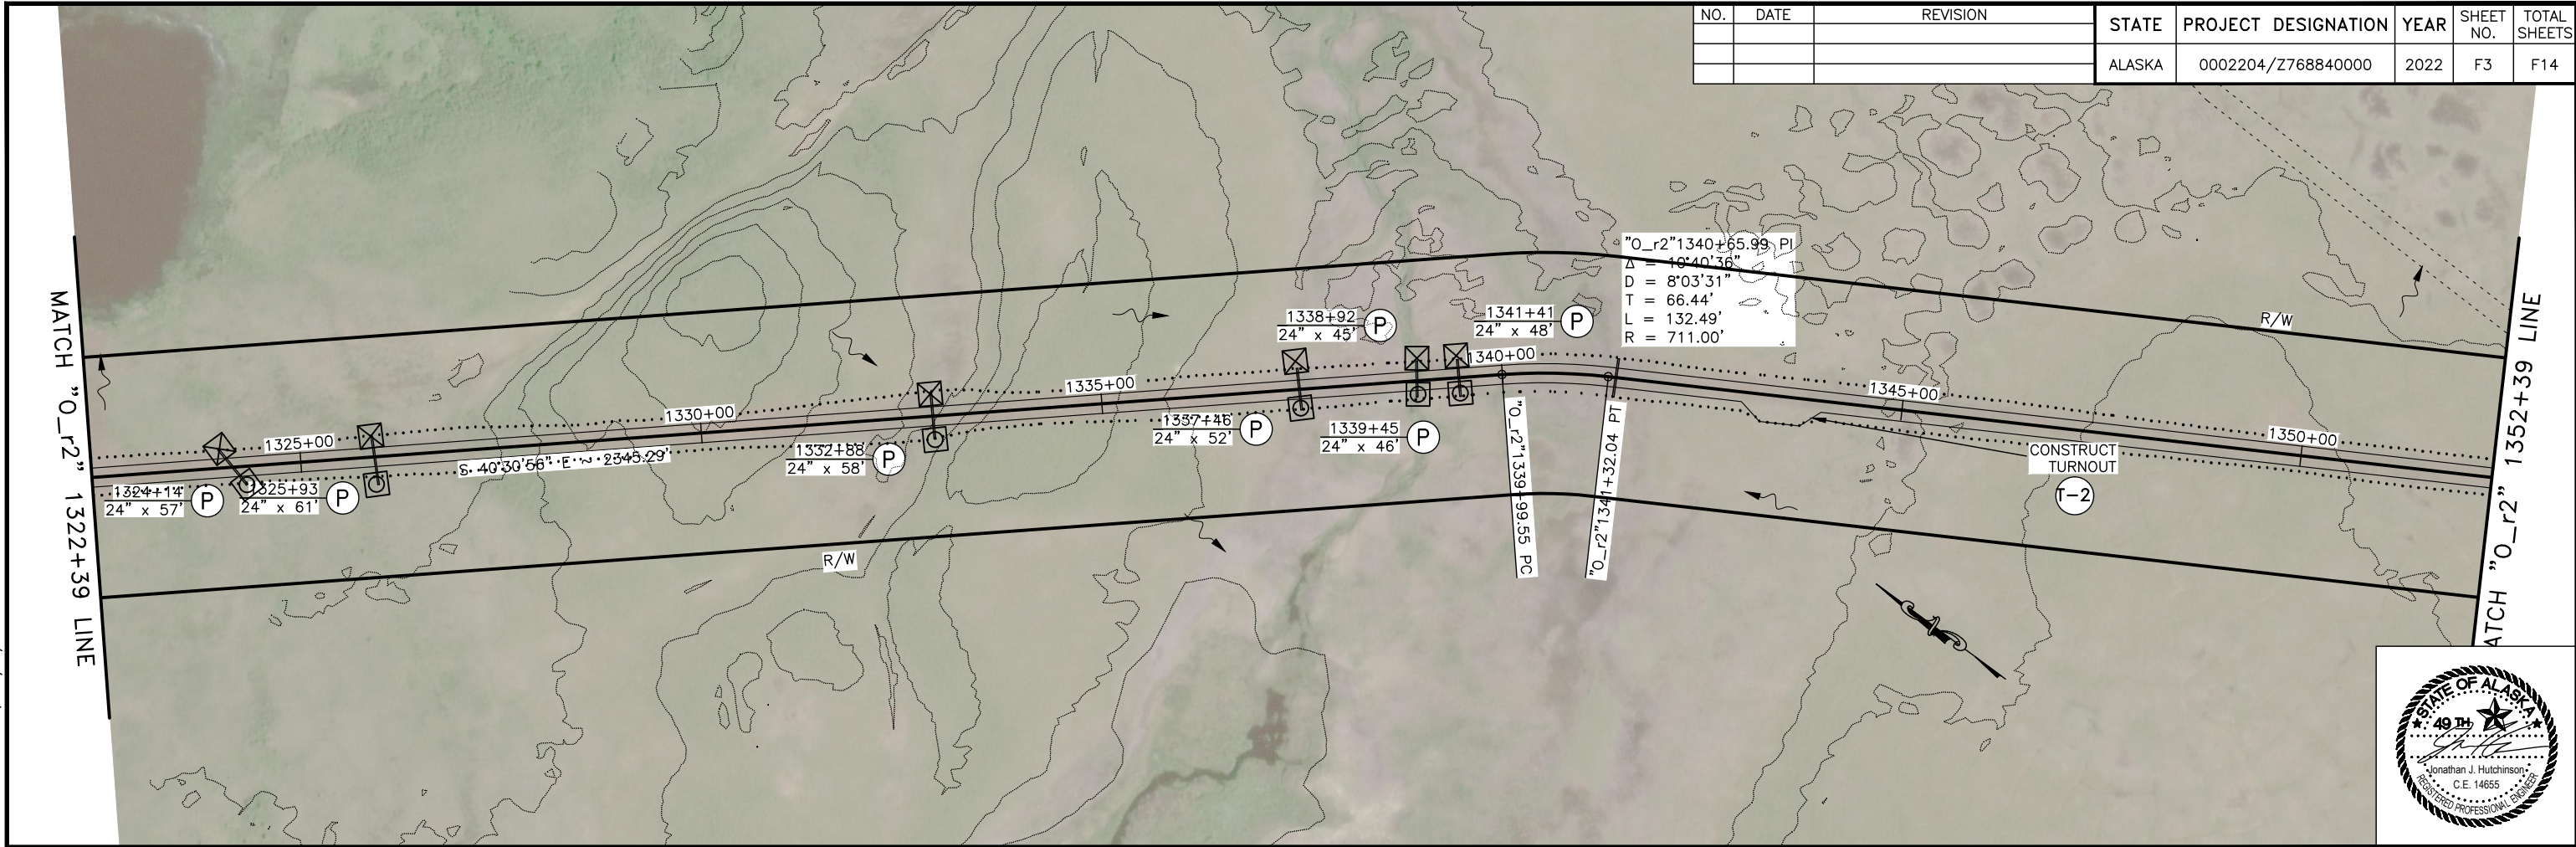 NO. DATE REVISION
STATE PROJECT DESIGNATION YEAR SHEET NO. TOTAL SHEETS
ALASKA 0002204/Z768840000 2022 F3 F14
MATCH "O_r2" 1322+39 LINE
1324+14
24" x 57'
P
1325+00
1325+93
24" x 61'
P
S 40°30'56" E ~ 2345.29'
1330+00
1332+88
24" x 58'
P
R/W
1335+00
1337+46
24" x 52'
P
1338+92
24" x 45'
P
1339+45
24" x 46'
P
1341+41
24" x 48'
P
1340+00
"O_r2"1340+65.99 PI
Δ = 10°40'36"
D = 8°03'31"
T = 66.44'
L = 132.49'
R = 711.00'
"O_r2"1339+99.55 PC
"O_r2"1341+32.04 PT
1345+00
CONSTRUCT
TURNOUT
T-2
1350+00
R/W
MATCH "O_r2" 1352+39 LINE
STATE OF ALASKA
49 TH
Jonathan J. Hutchinson
C.E. 14655
REGISTERED PROFESSIONAL ENGINEER